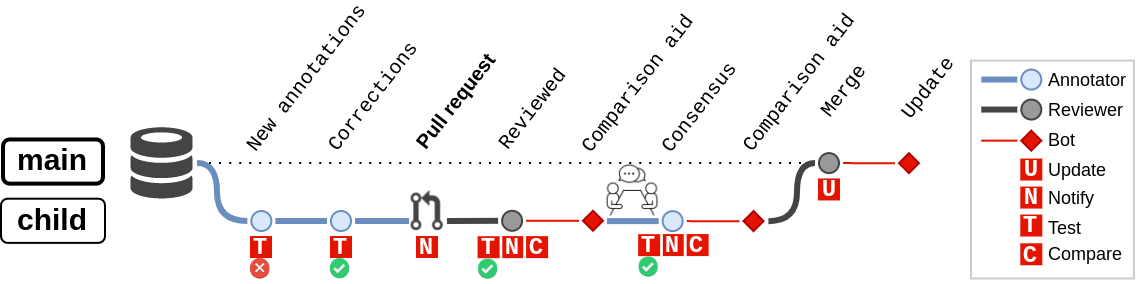 New annotations
Corrections
Pull request
Reviewed
Comparison aid
Consensus
Comparison aid
Merge
Update
main
child
T
T
N
T N C
T N C
U
Annotator
Reviewer
Bot
U Update
N Notify
T Test
C Compare